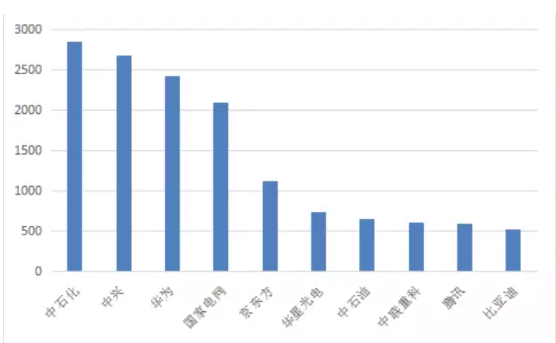 3000
2500
2000
1500
1000
500
0
中石化
中兴
华为
国家电网
京东方
华星光电
中石油
中联重科
腾讯
比亚迪